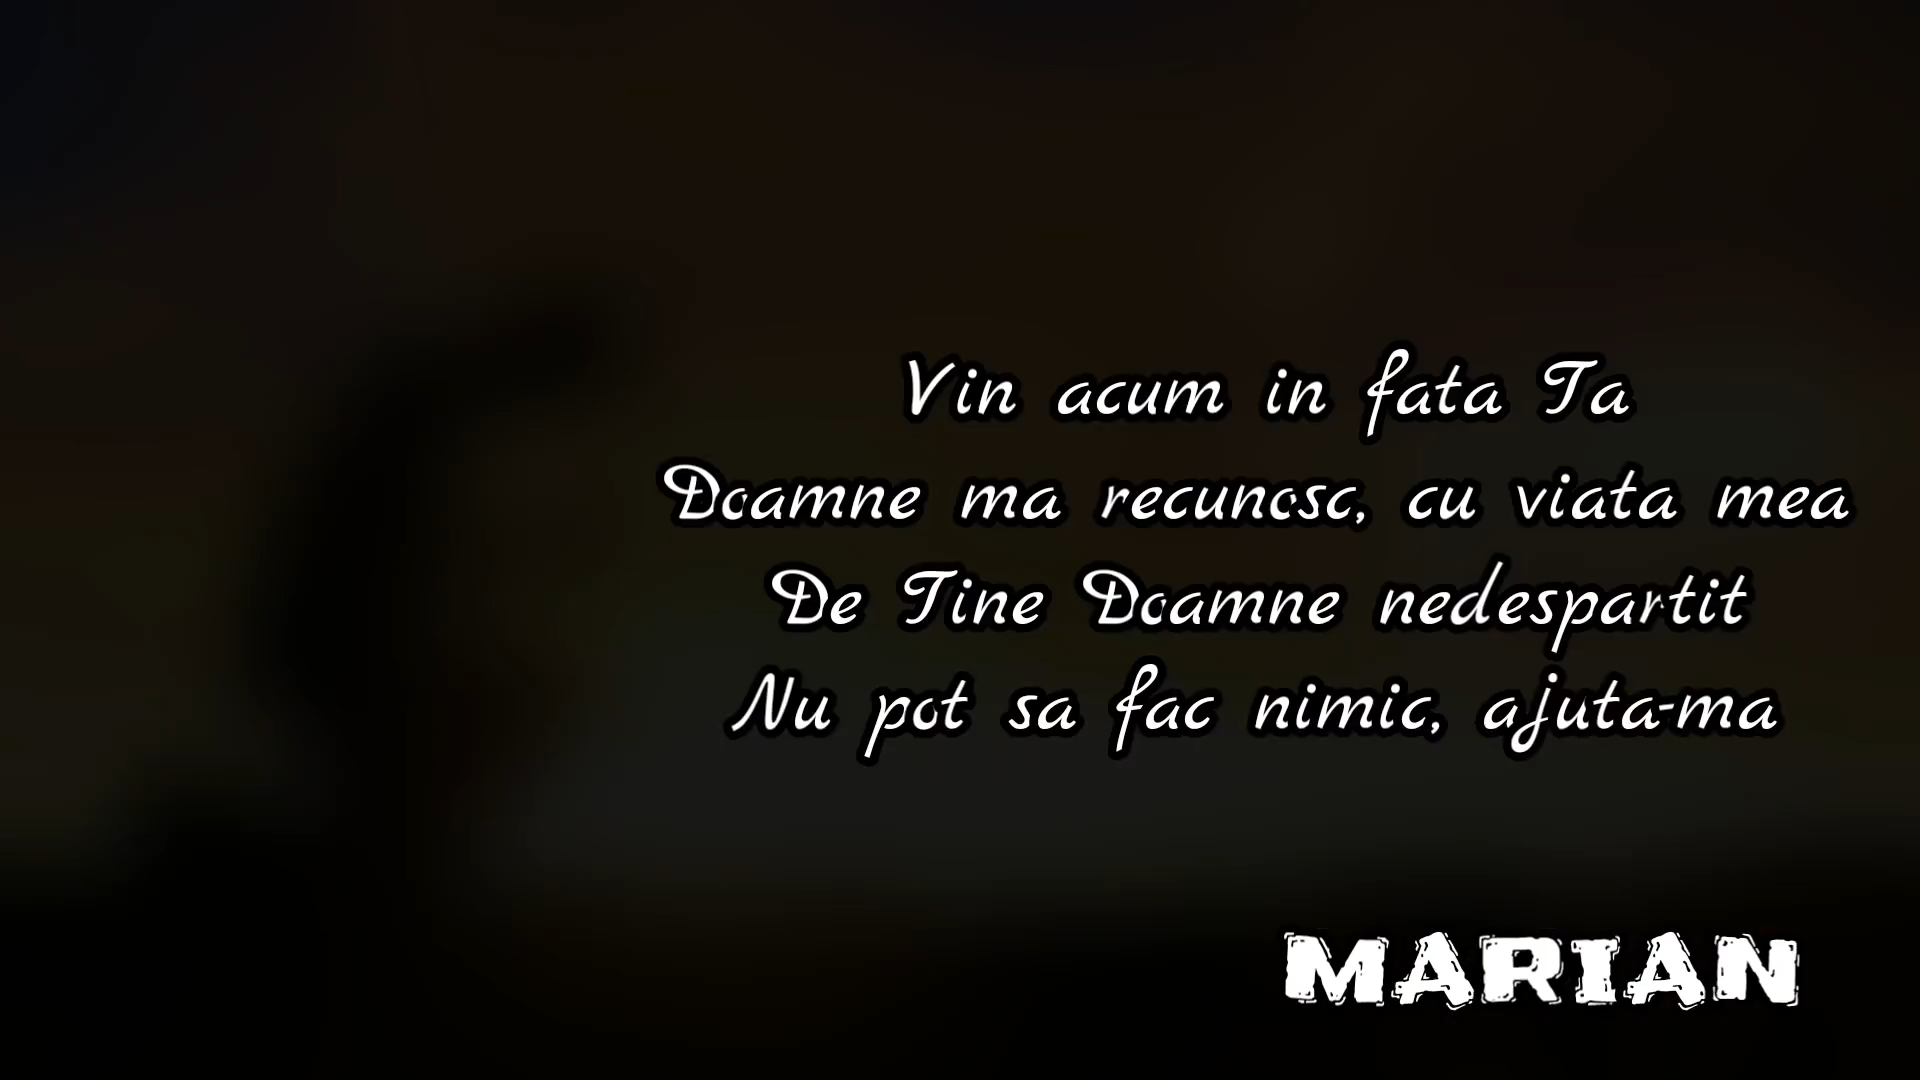 Vin acum in fata Ta
Doamne ma recunosc, cu viata mea
De Tine Doamne nedespartit
Nu pot sa fac nimic, ajuta-ma
MARIAN